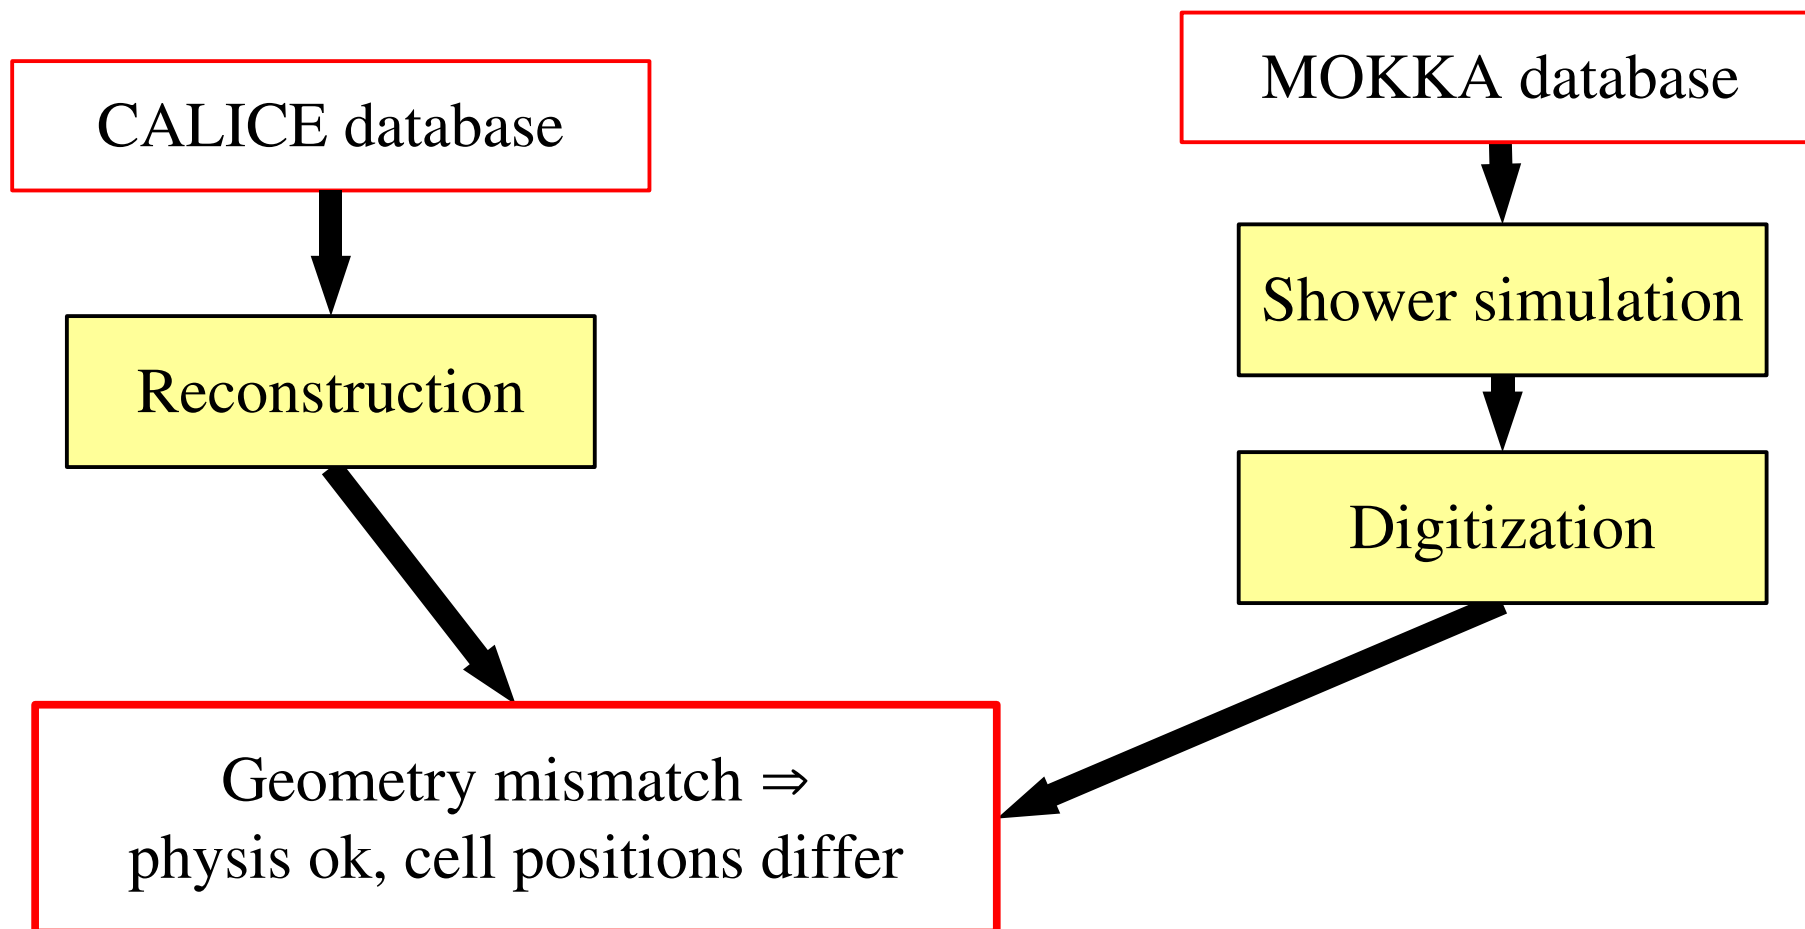 CALICE database
MOKKA database
Shower simulation
Reconstruction
Digitization
Geometry mismatch ⇒
physis ok, cell positions differ